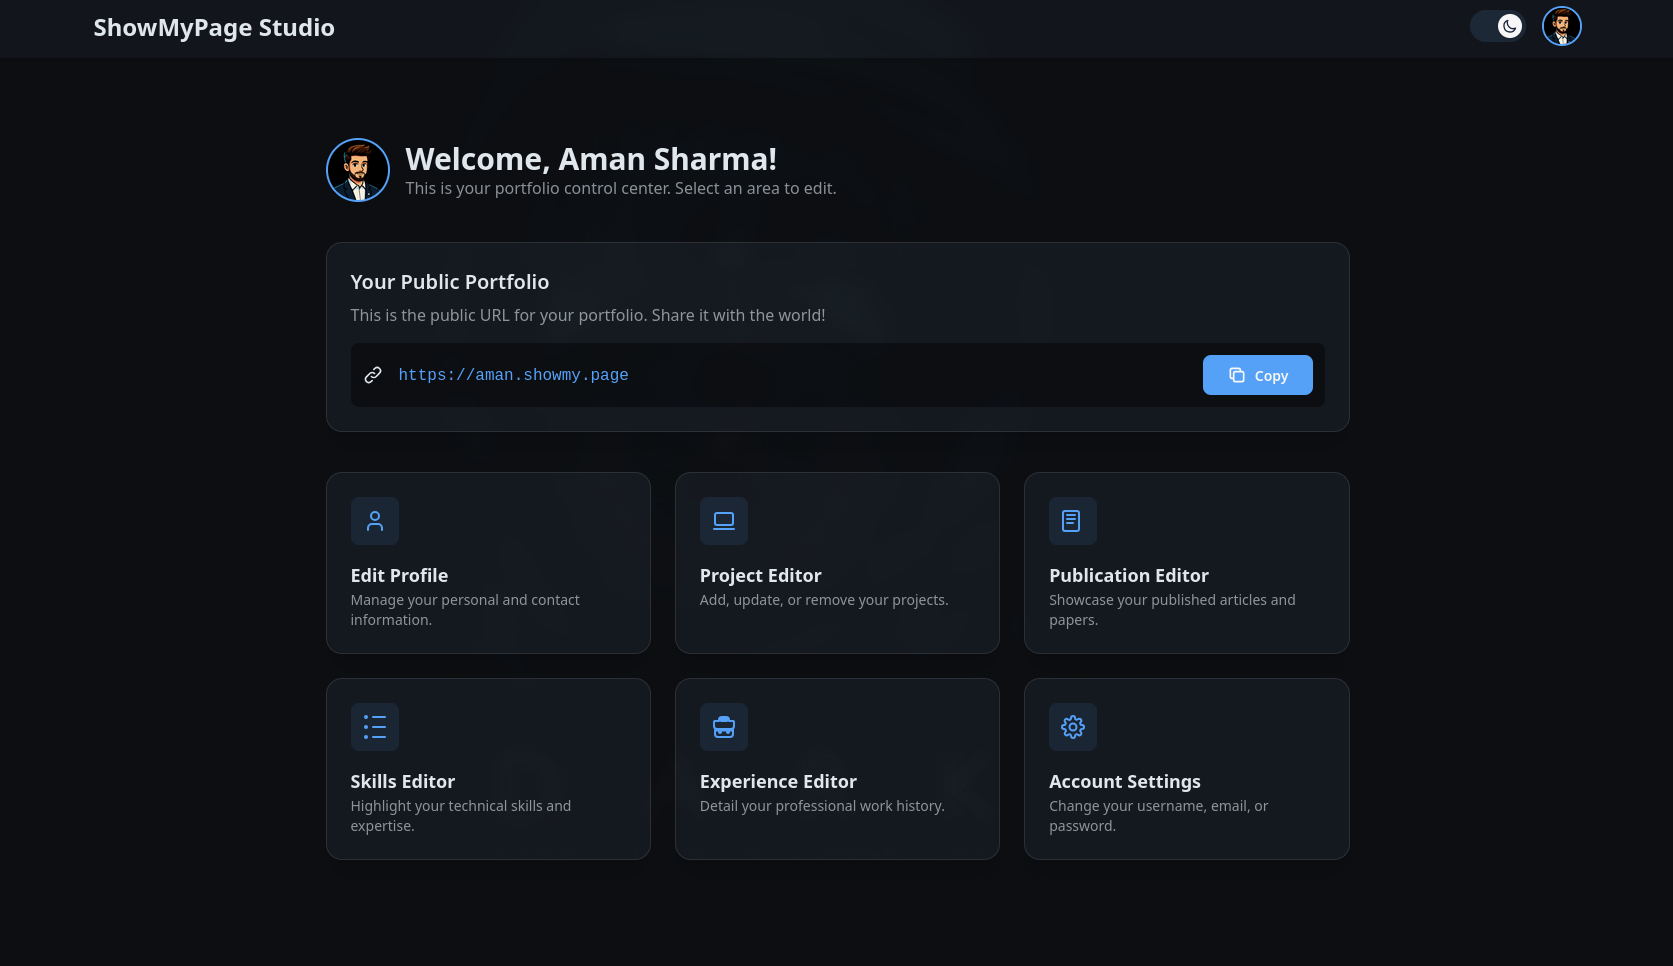 ShowMyPage Studio
Welcome, Aman Sharma!
This is your portfolio control center. Select an area to edit.
Your Public Portfolio
This is the public URL for your portfolio. Share it with the world!
https://aman.showmy.page
Copy
Edit Profile
Manage your personal and contact
information.
Project Editor
Add, update, or remove your projects.
Publication Editor
Showcase your published articles and
papers.
Skills Editor
Highlight your technical skills and
expertise.
Experience Editor
Detail your professional work history.
Account Settings
Change your username, email, or
password.